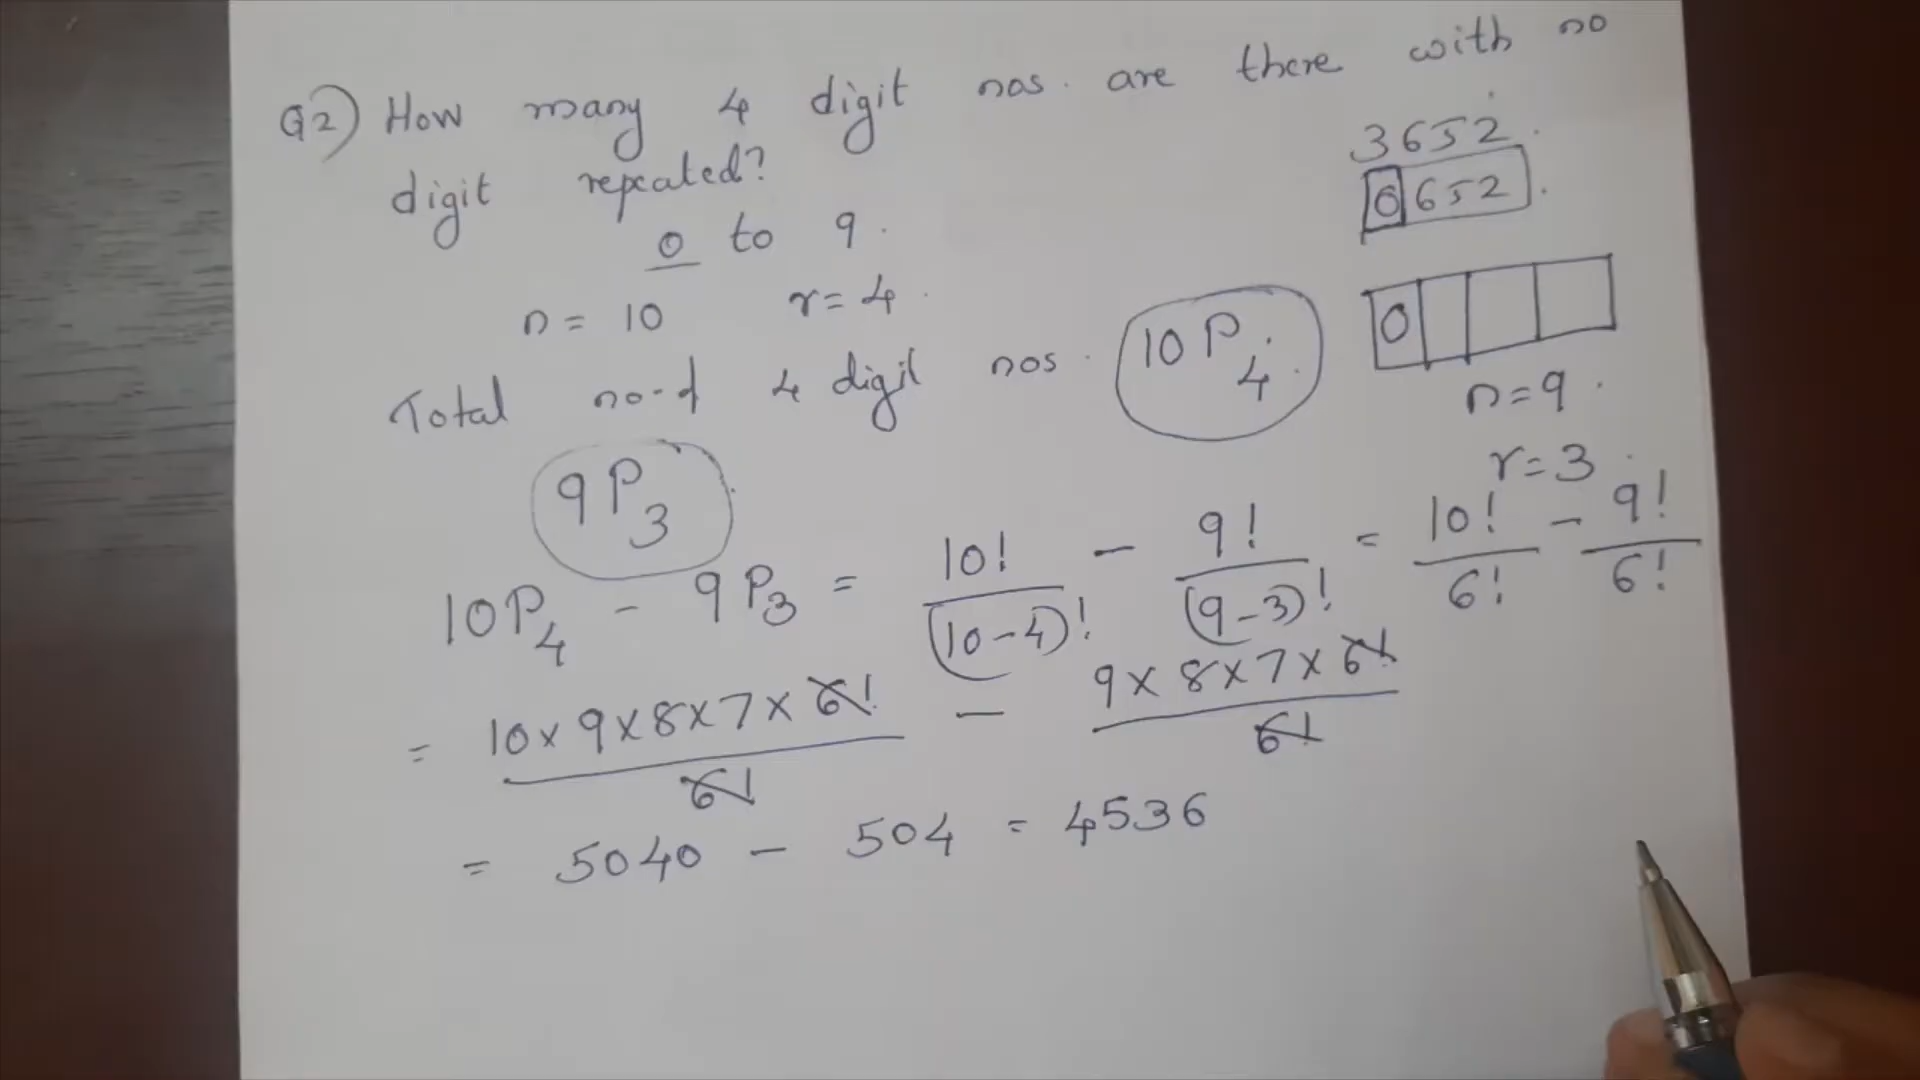 Q2) How many 4 digit nos. are there with no
digit repeated?
3652.
0652.
0 to 9.
n = 10 r = 4.
0
Total no. of 4 digit nos. 10P4.
n = 9.
r = 3.
9P3
10P4 - 9P3 = 10!/(10-4)! - 9!/(9-3)! = 10!/6! - 9!/6!
= 10 x 9 x 8 x 7 x 6!/6! - 9 x 8 x 7 x 6!/6!
= 5040 - 504 = 4536